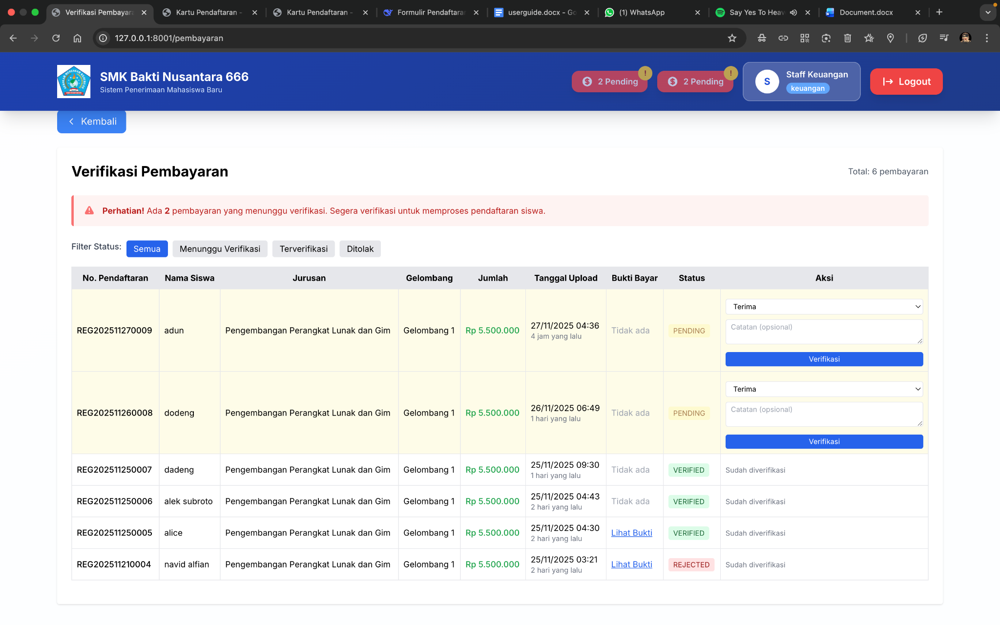 Verifikasi Pembayara
Kartu Pendaftaran -
Kartu Pendaftaran -
Formulir Pendaftaran
userguide.docx - Go
(1) WhatsApp
Say Yes To Heav
Document.docx
127.0.0.1:8001/pembayaran
SMK Bakti Nusantara 666
Sistem Penerimaan Mahasiswa Baru
2 Pending
!
2 Pending
!
S
Staff Keuangan
keuangan
Logout
Kembali
Verifikasi Pembayaran
Total: 6 pembayaran
Perhatian! Ada 2 pembayaran yang menunggu verifikasi. Segera verifikasi untuk memproses pendaftaran siswa.
Filter Status: Semua Menunggu Verifikasi Terverifikasi Ditolak
No. Pendaftaran Nama Siswa Jurusan Gelombang Jumlah Tanggal Upload Bukti Bayar Status Aksi
REG202511270009 adun Pengembangan Perangkat Lunak dan Gim Gelombang 1 Rp 5.500.000 27/11/2025 04:36
4 jam yang lalu
Tidak ada PENDING
Terima
Catatan (opsional)
Verifikasi
REG202511260008 dodeng Pengembangan Perangkat Lunak dan Gim Gelombang 1 Rp 5.500.000 26/11/2025 06:49
1 hari yang lalu
Tidak ada PENDING
Terima
Catatan (opsional)
Verifikasi
REG202511250007 dadeng Pengembangan Perangkat Lunak dan Gim Gelombang 1 Rp 5.500.000 25/11/2025 09:30
1 hari yang lalu
Tidak ada VERIFIED Sudah diverifikasi
REG202511250006 alek subroto Pengembangan Perangkat Lunak dan Gim Gelombang 1 Rp 5.500.000 25/11/2025 04:43
2 hari yang lalu
Tidak ada VERIFIED Sudah diverifikasi
REG202511250005 alice Pengembangan Perangkat Lunak dan Gim Gelombang 1 Rp 5.500.000 25/11/2025 04:30
2 hari yang lalu
Lihat Bukti VERIFIED Sudah diverifikasi
REG202511210004 navid alfian Pengembangan Perangkat Lunak dan Gim Gelombang 1 Rp 5.500.000 25/11/2025 03:21
2 hari yang lalu
Lihat Bukti REJECTED Sudah diverifikasi